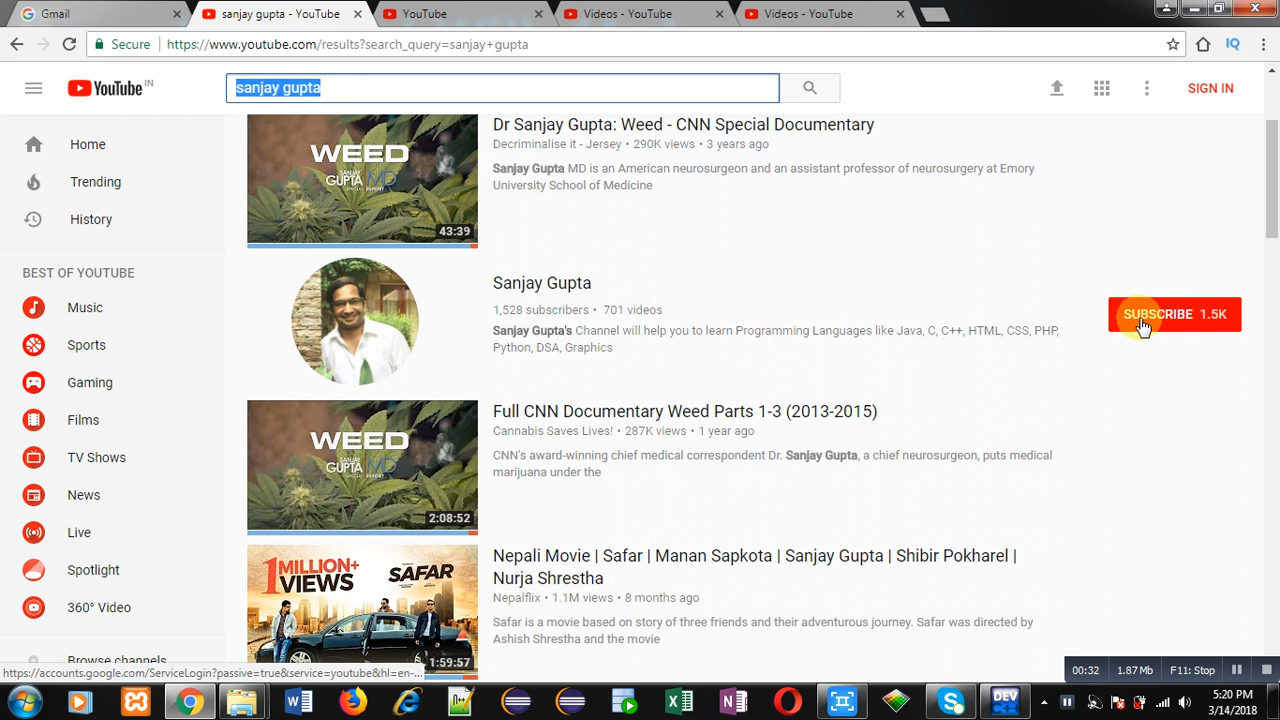 Gmail
sanjay gupta - YouTube
YouTube
Videos - YouTube
Videos - YouTube
Secure
https://www.youtube.com/results?search_query=sanjay+gupta
YouTube IN
sanjay gupta
SIGN IN
Home
Trending
History
BEST OF YOUTUBE
Music
Sports
Gaming
Films
TV Shows
News
Live
Spotlight
360° Video
Browse channels
WEED
SANJAY
GUPTA MD
SPECIAL REPORT
43:39
Dr Sanjay Gupta: Weed - CNN Special Documentary
Decriminalise it - Jersey • 290K views • 3 years ago
Sanjay Gupta MD is an American neurosurgeon and an assistant professor of neurosurgery at Emory
University School of Medicine
Sanjay Gupta
1,528 subscribers • 701 videos
Sanjay Gupta's Channel will help you to learn Programming Languages like Java, C, C++, HTML, CSS, PHP,
Python, DSA, Graphics
SUBSCRIBE 1.5K
WEED
SANJAY
GUPTA MD
SPECIAL REPORT
2:08:52
Full CNN Documentary Weed Parts 1-3 (2013-2015)
Cannabis Saves Lives! • 287K views • 1 year ago
CNN's award-winning chief medical correspondent Dr. Sanjay Gupta, a chief neurosurgeon, puts medical
marijuana under the
1MILLION+
VIEWS
SAFAR
1:59:57
Nepali Movie | Safar | Manan Sapkota | Sanjay Gupta | Shibir Pokharel |
Nurja Shrestha
Nepalflix • 1.1M views • 8 months ago
Safar is a movie based on story of three friends and their adventurous journey. Safar was directed by
Ashish Shrestha and the movie
https://accounts.google.com/ServiceLogin?passive=true&service=youtube&hl=en-...
00:32
1.87 Mb
F11: Stop
DEV
5:20 PM
3/14/2018